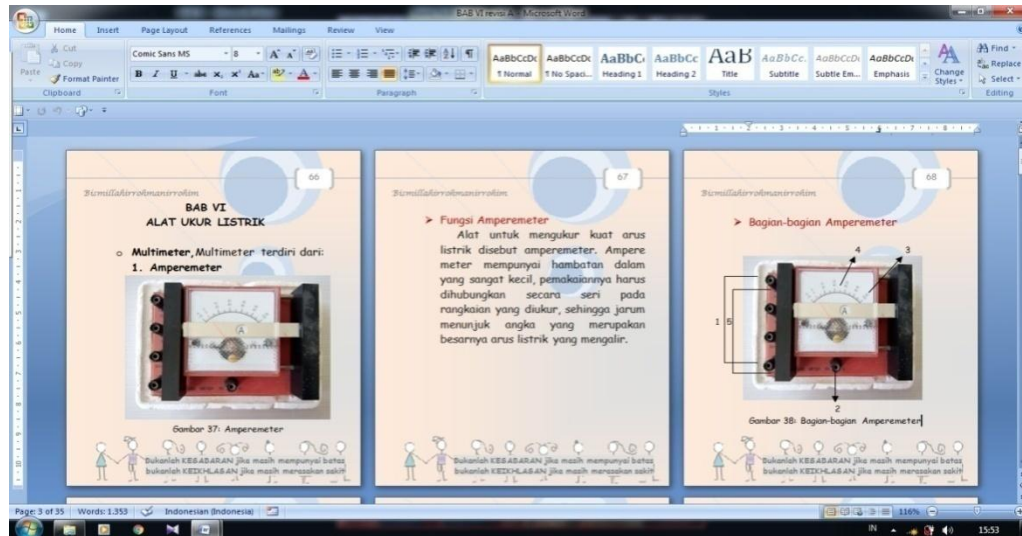 BAB VI revisi A - Microsoft Word
Home Insert Page Layout References Mailings Review View
Paste
Cut
Copy
Format Painter
Clipboard
Comic Sans MS 8
B I U abc x, x² Aa
Font
Paragraph
AaBbCcDc AaBbCcDc AaBbC AaBbCc AaB AaBbCc. AaBbCcDc AaBbCcDc
¶ Normal ¶ No Spaci... Heading 1 Heading 2 Title Subtitle Subtle Em... Emphasis
Change Styles
Styles
Find
Replace
Select
Editing
66
Bismillahirrohmanirrohim
BAB VI
ALAT UKUR LISTRIK
o Multimeter, Multimeter terdiri dari:
1. Amperemeter
A
Gambar 37: Amperemeter
Bukanlah KESABARAN jika masih mempunyai batas
bukanlah KEIKHLASAN jika masih merasakan sakit
67
Bismillahirrohmanirrohim
➢ Fungsi Amperemeter
Alat untuk mengukur kuat arus
listrik disebut amperemeter. Ampere
meter mempunyai hambatan dalam
yang sangat kecil, pemakaiannya harus
dihubungkan secara seri pada
rangkaian yang diukur, sehingga jarum
menunjuk angka yang merupakan
besarnya arus listrik yang mengalir.
Bukanlah KESABARAN jika masih mempunyai batas
bukanlah KEIKHLASAN jika masih merasakan sakit
68
Bismillahirrohmanirrohim
➢ Bagian-bagian Amperemeter
4 3
A
1 5
2
Gambar 38: Bagian-bagian Amperemeter
Bukanlah KESABARAN jika masih mempunyai batas
bukanlah KEIKHLASAN jika masih merasakan sakit
Page: 3 of 35 Words: 1.353 Indonesian (Indonesia) 116%
IN 15:53